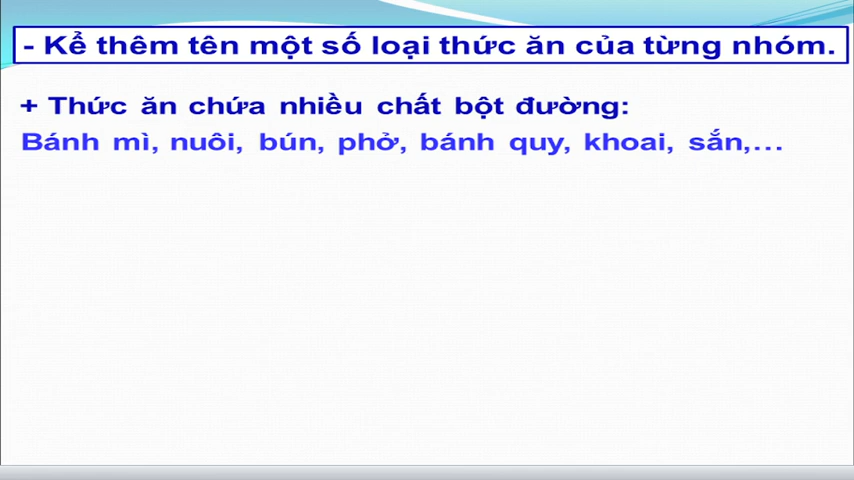 - Kể thêm tên một số loại thức ăn của từng nhóm.
+ Thức ăn chứa nhiều chất bột đường:
Bánh mì, nuôi, bún, phở, bánh quy, khoai, sắn,...